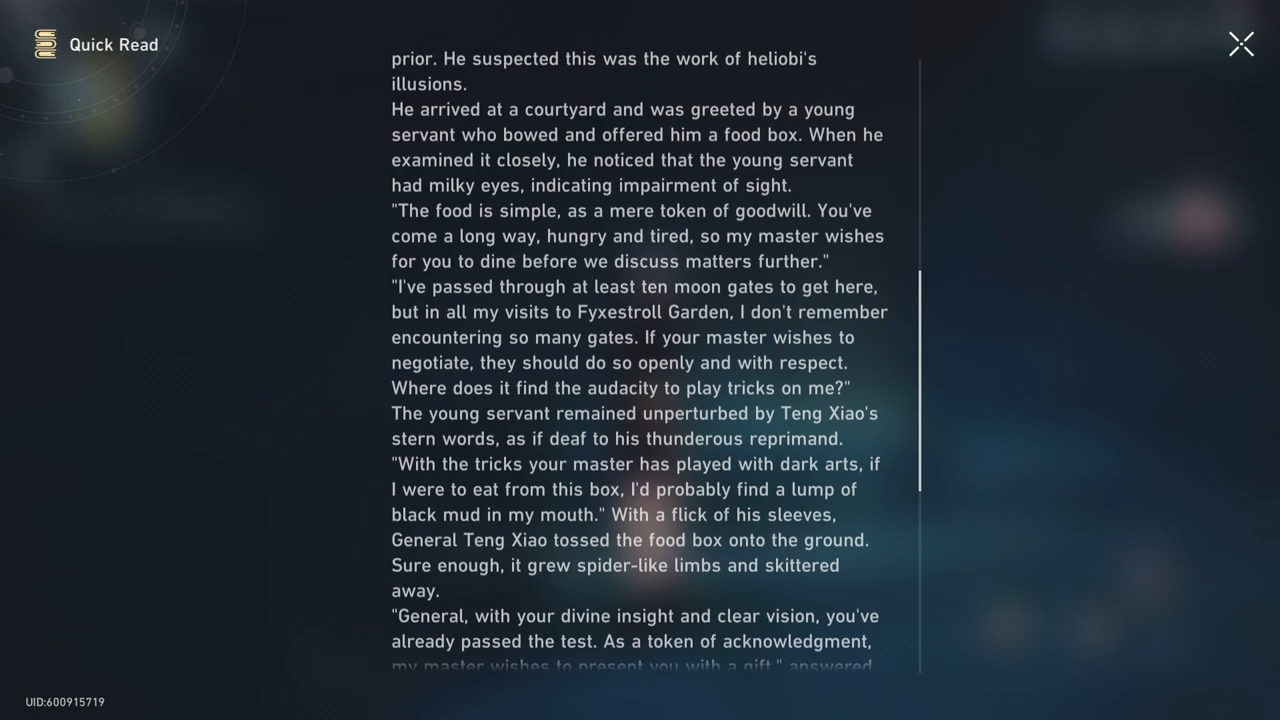 Quick Read
prior. He suspected this was the work of heliobi's
illusions.
He arrived at a courtyard and was greeted by a young
servant who bowed and offered him a food box. When he
examined it closely, he noticed that the young servant
had milky eyes, indicating impairment of sight.
"The food is simple, as a mere token of goodwill. You've
come a long way, hungry and tired, so my master wishes
for you to dine before we discuss matters further."
"I've passed through at least ten moon gates to get here,
but in all my visits to Fyxestroll Garden, I don't remember
encountering so many gates. If your master wishes to
negotiate, they should do so openly and with respect.
Where does it find the audacity to play tricks on me?"
The young servant remained unperturbed by Teng Xiao's
stern words, as if deaf to his thunderous reprimand.
"With the tricks your master has played with dark arts, if
I were to eat from this box, I'd probably find a lump of
black mud in my mouth." With a flick of his sleeves,
General Teng Xiao tossed the food box onto the ground.
Sure enough, it grew spider-like limbs and skittered
away.
"General, with your divine insight and clear vision, you've
already passed the test. As a token of acknowledgment,
my master wishes to present you with a gift," answered
UID:600915719